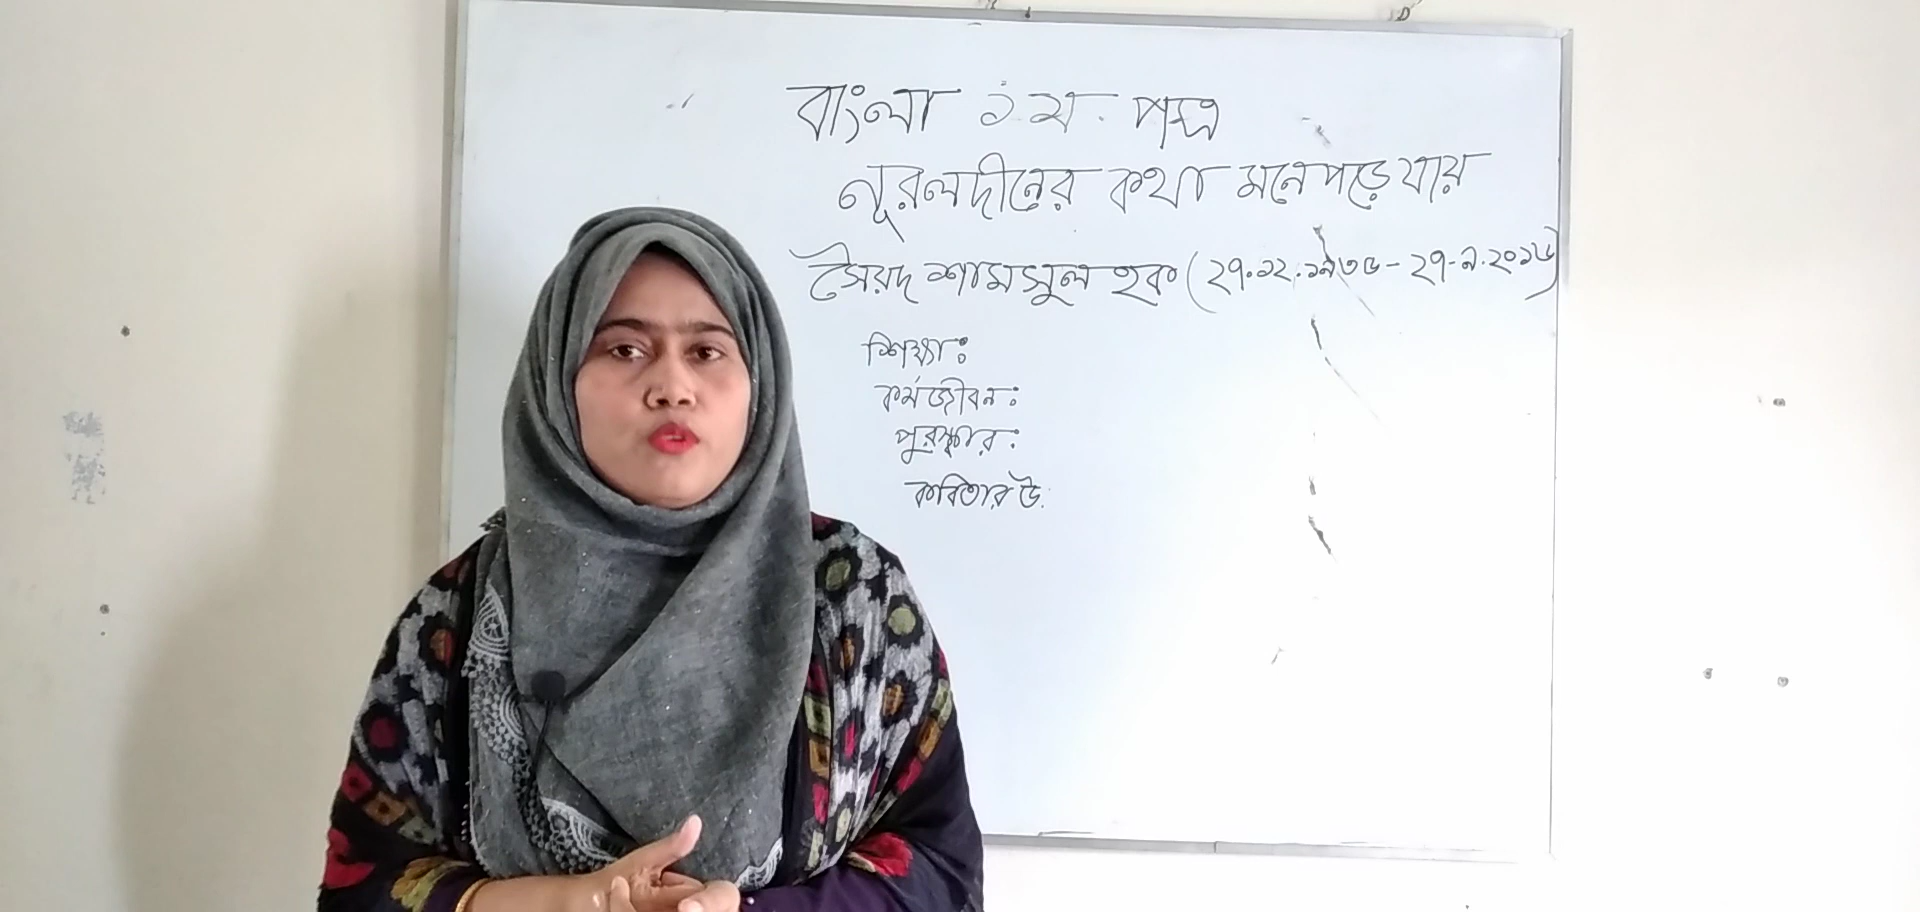 বাংলা ১ম. পত্র
নূরলদীনের কথা মনে পড়ে যায়
সৈয়দ শামসুল হক (২৭.১২.১৯৩৫ - ২৭-৯.২০১৬)
শিক্ষা :
কর্মজীবন :
পুরস্কার :
কবিতার উ.